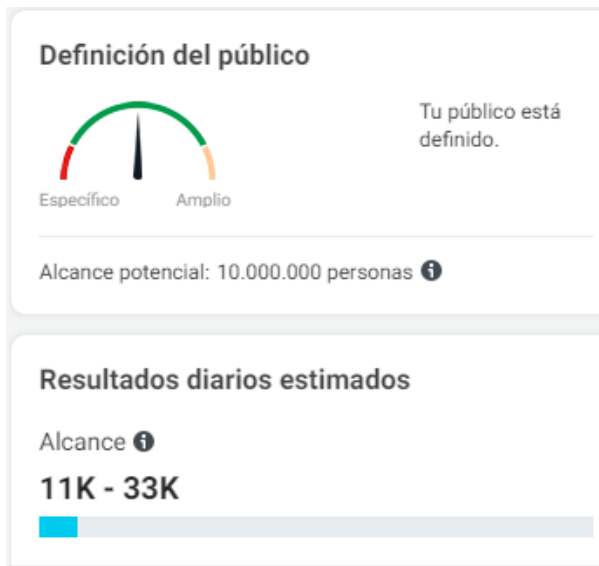 Definición del público
Tu público está
definido.
Específico
Amplio
Alcance potencial: 10.000.000 personas
Resultados diarios estimados
Alcance
11K - 33K